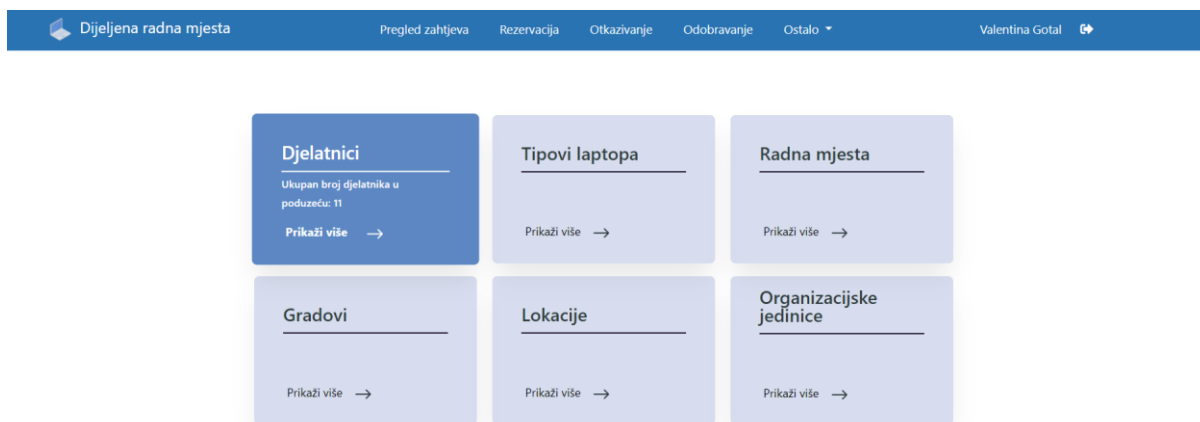 Dijeljena radna mjesta Pregled zahtjeva Rezervacija Otkazivanje Odobravanje Ostalo Valentina Gotal
Djelatnici
Ukupan broj djelatnika u
poduzeću: 11
Prikaži više
Tipovi laptopa
Prikaži više
Radna mjesta
Prikaži više
Gradovi
Prikaži više
Lokacije
Prikaži više
Organizacijske
jedinice
Prikaži više